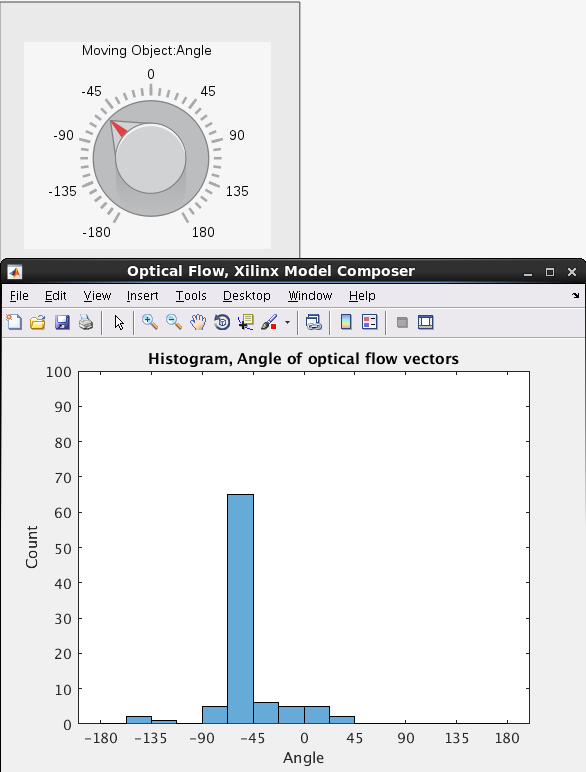 Moving Object:Angle
0
-45 45
-90 90
-135 135
-180 180
Optical Flow, Xilinx Model Composer
File Edit View Insert Tools Desktop Window Help
Histogram, Angle of optical flow vectors
100
90
80
70
60
50
40
30
20
10
0
Count
-180 -135 -90 -45 0 45 90 135 180
Angle